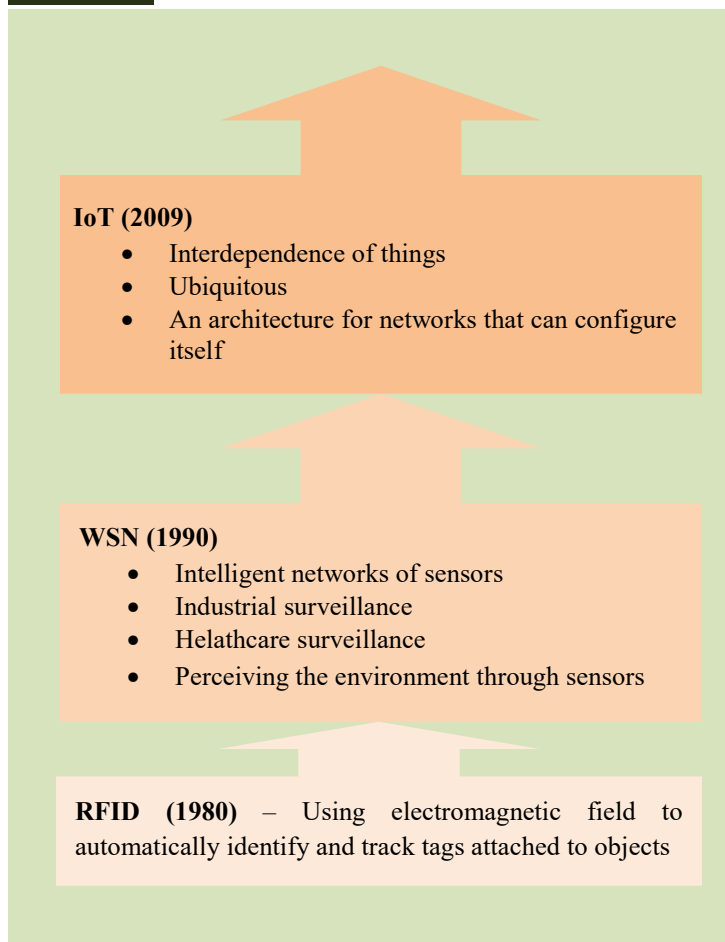 IoT (2009)
• Interdependence of things
• Ubiquitous
• An architecture for networks that can configure
itself
WSN (1990)
• Intelligent networks of sensors
• Industrial surveillance
• Helathcare surveillance
• Perceiving the environment through sensors
RFID (1980) – Using electromagnetic field to
automatically identify and track tags attached to objects